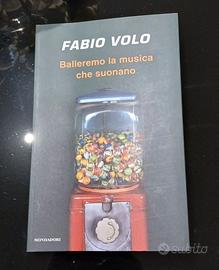 FABIO VOLO
Balleremo la musica
che suonano
MONDADORI
subito